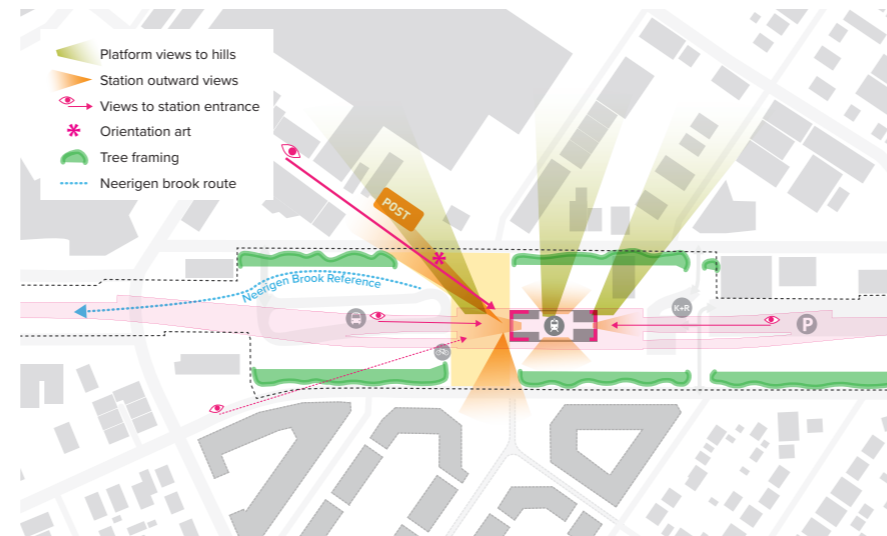 Platform views to hills
Station outward views
Views to station entrance
Orientation art
Tree framing
Neerigen brook route
POST
Neerigen Brook Reference
K+R
P